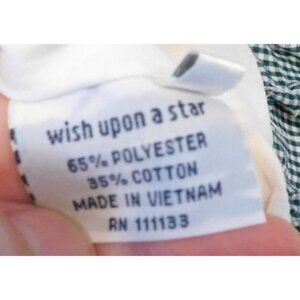 wish upon a star
65% POLYESTER
35% COTTON
MADE IN VIETNAM
RN 111133